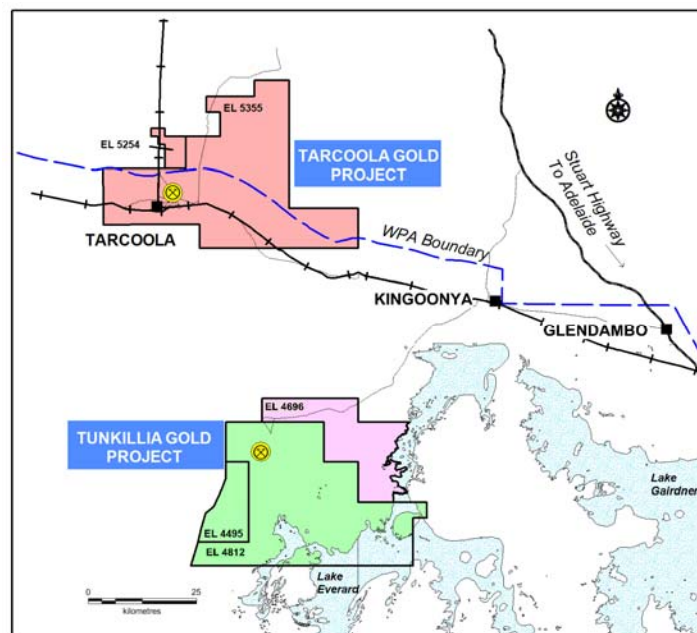 EL 5355
EL 5254
TARCOOLA GOLD
PROJECT
Stuart Highway
To Adelaide
TARCOOLA
WPA Boundary
KINGOONYA
GLENDAMBO
EL 4696
TUNKILLIA GOLD
PROJECT
Lake
Gairdner
EL 4495
EL 4812
Lake
Everard
0 25
kilometres